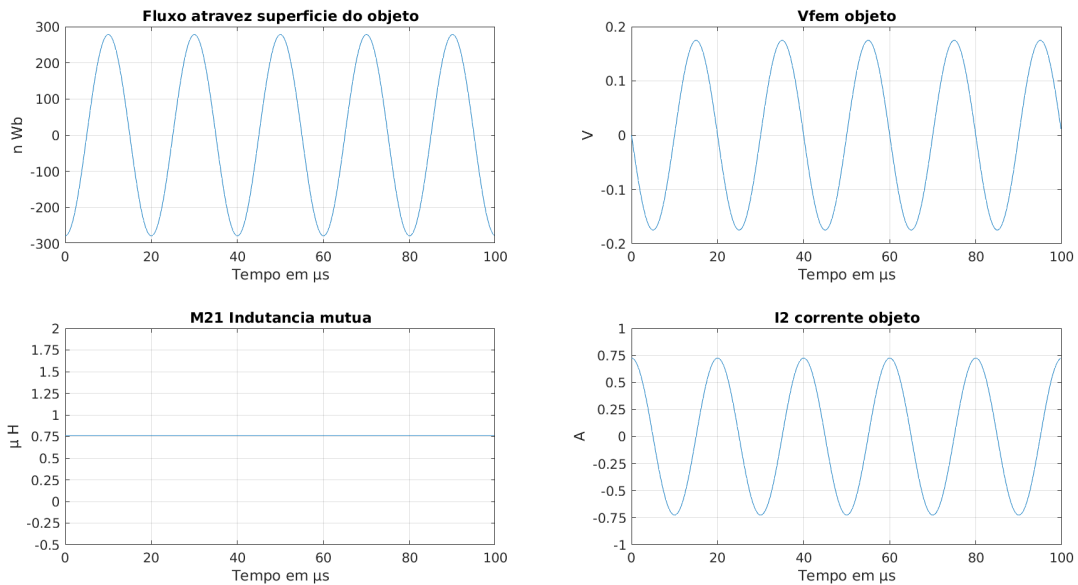 Fluxo atravez superficie do objeto
300
200
100
0
-100
-200
-300
n Wb
0 20 40 60 80 100
Tempo em µs
Vfem objeto
0.2
0.1
0
-0.1
-0.2
V
0 20 40 60 80 100
Tempo em µs
M21 Indutancia mutua
2
1.75
1.5
1.25
1
0.75
0.5
0.25
0
-0.25
-0.5
µ H
0 20 40 60 80 100
Tempo em µs
I2 corrente objeto
1
0.75
0.5
0.25
0
-0.25
-0.5
-0.75
-1
A
0 20 40 60 80 100
Tempo em µs